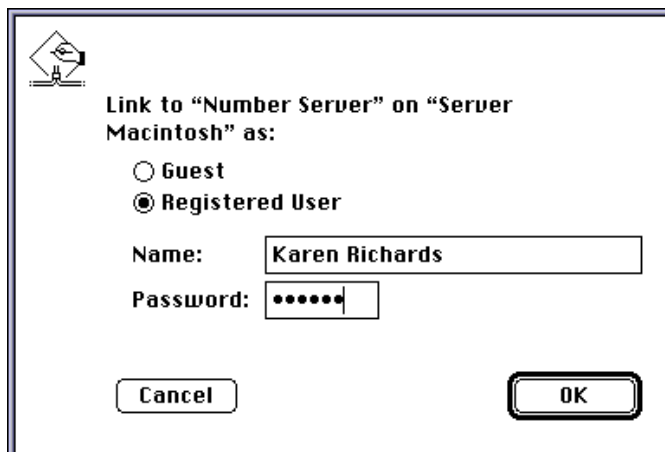 Link to “Number Server” on “Server
Macintosh” as:
Guest
Registered User
Name: Karen Richards
Password: ••••••
Cancel OK